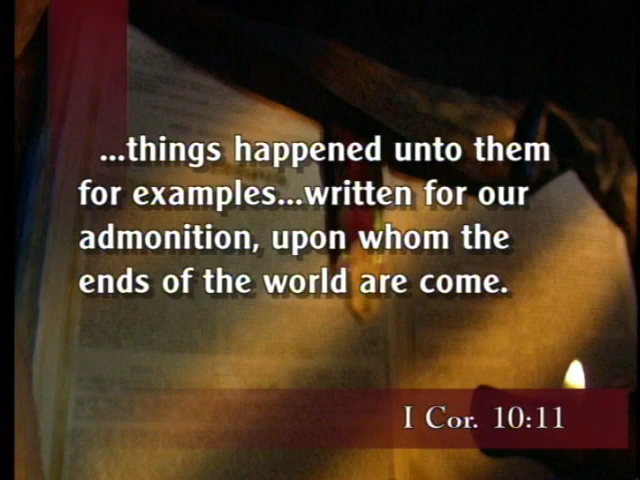 ...things happened unto them
for examples...written for our
admonition, upon whom the
ends of the world are come.
I Cor. 10:11